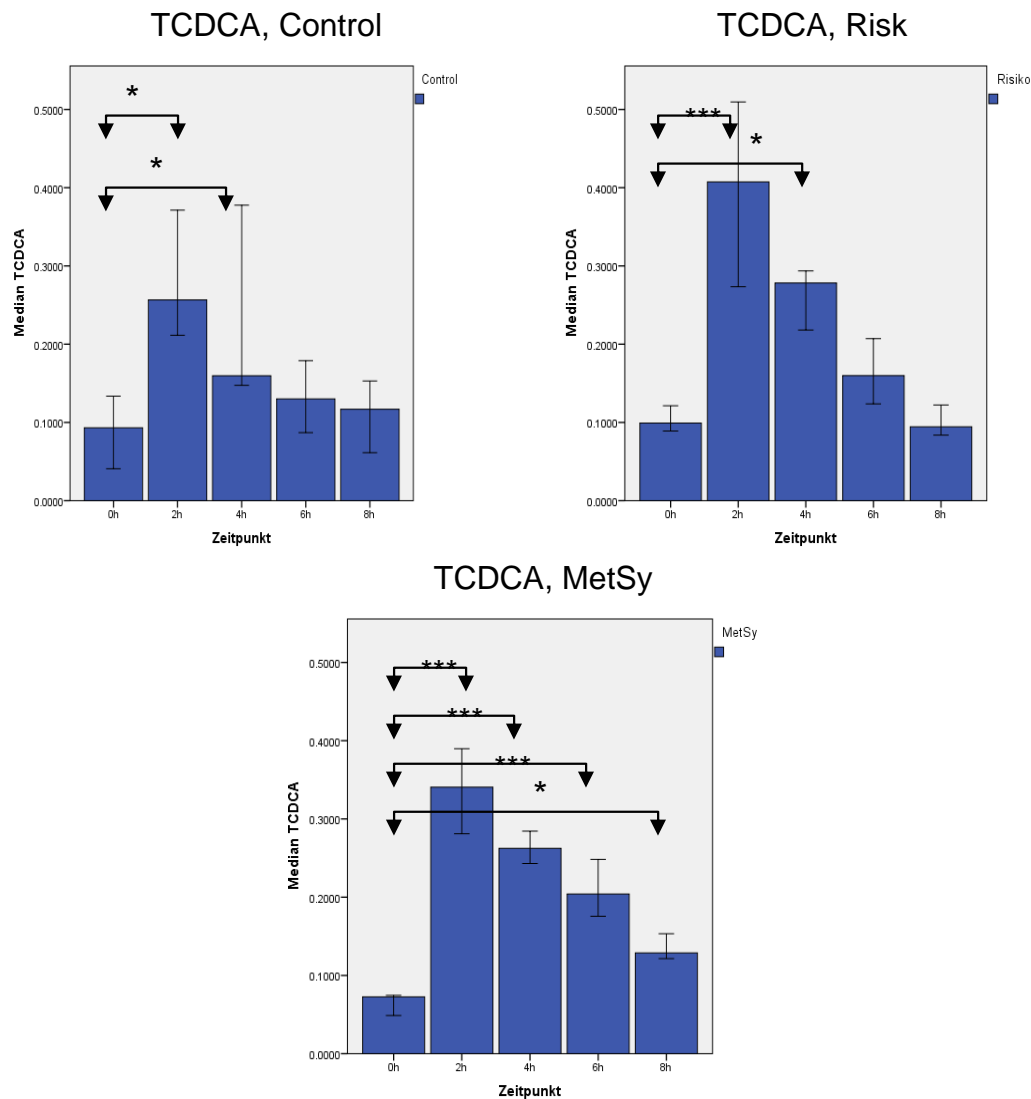 TCDCA, Control
Control
*
*
0.5000
0.4000
0.3000
0.2000
0.1000
0.0000
Median TCDCA
0h 2h 4h 6h 8h
Zeitpunkt
TCDCA, Risk
Risiko
***
*
0.5000
0.4000
0.3000
0.2000
0.1000
0.0000
Median TCDCA
0h 2h 4h 6h 8h
Zeitpunkt
TCDCA, MetSy
MetSy
***
***
***
*
0.5000
0.4000
0.3000
0.2000
0.1000
0.0000
Median TCDCA
0h 2h 4h 6h 8h
Zeitpunkt